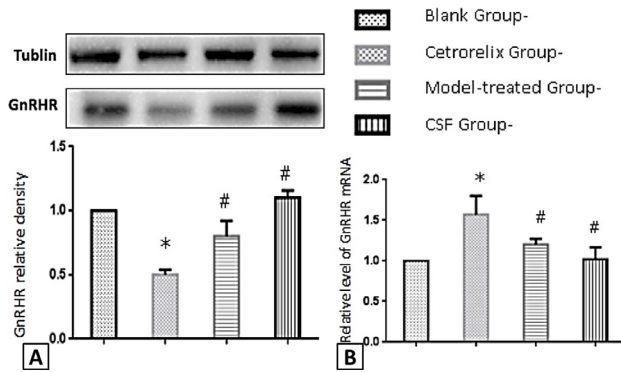 Tublin
GnRHR
Blank Group-
Cetrorelix Group-
Model-treated Group-
CSF Group-
GnRHR relative density
1.5
1.0
0.5
0.0
*
#
#
A
Relative level of GnRHR mRNA
2.0
1.5
1.0
0.5
0.0
*
#
#
B